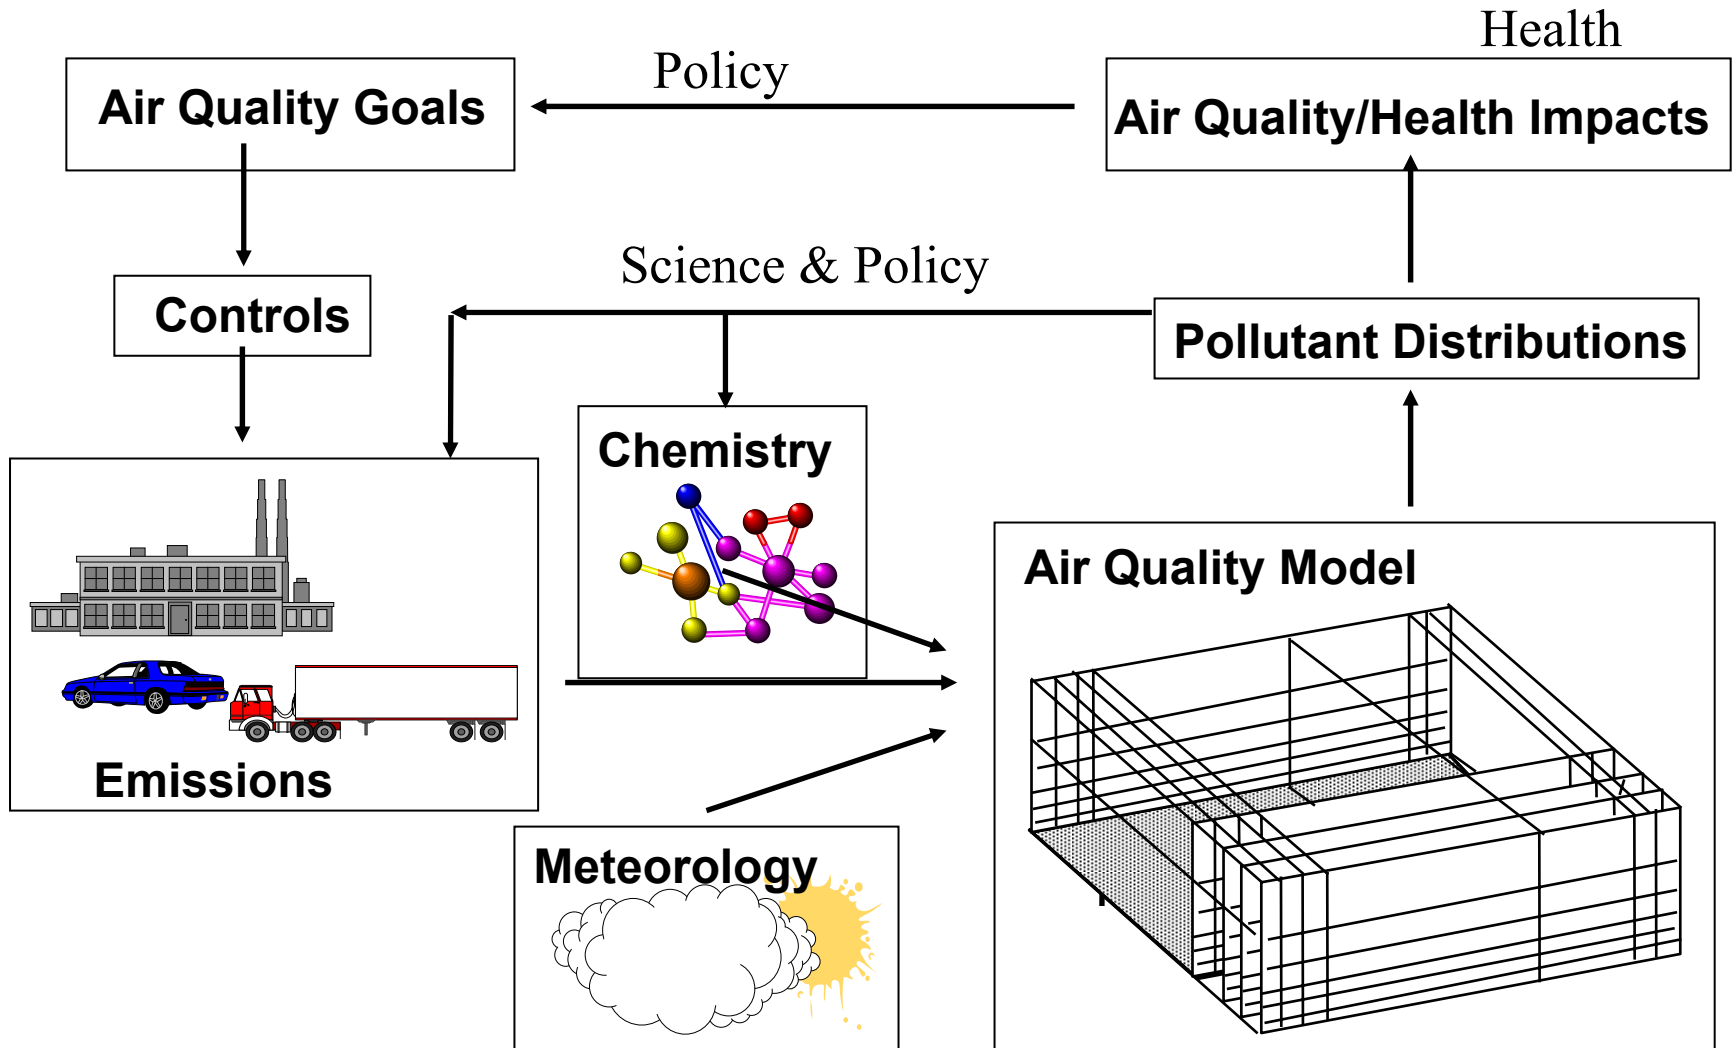 Health
Policy
Air Quality Goals
Air Quality/Health Impacts
Science & Policy
Controls
Pollutant Distributions
Chemistry
Air Quality Model
Emissions
Meteorology